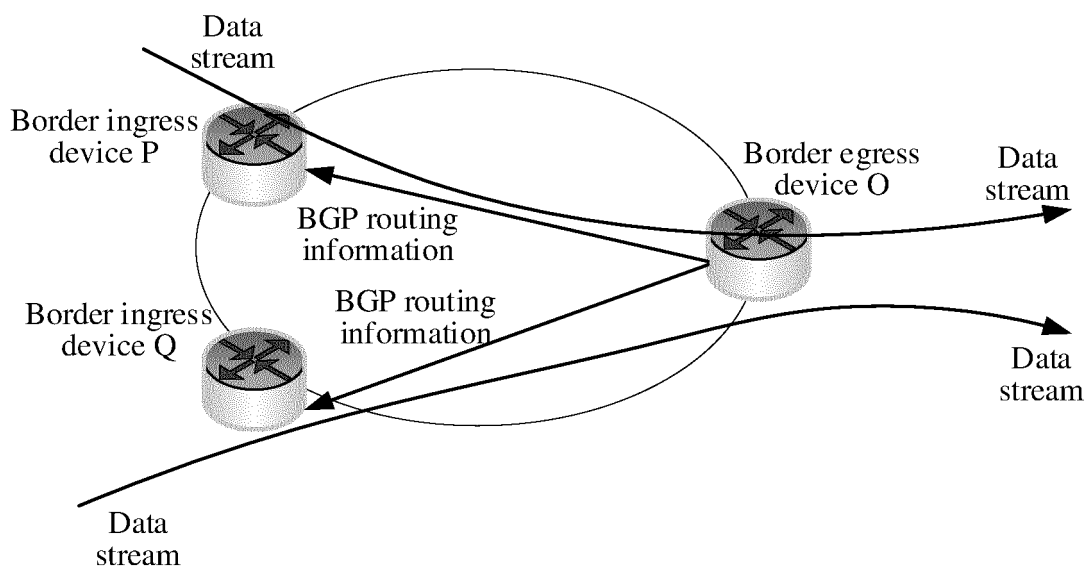 Data
stream
Border ingress
device P
Border egress
device O
Data
stream
BGP routing
information
BGP routing
information
Border ingress
device Q
Data
stream
Data
stream